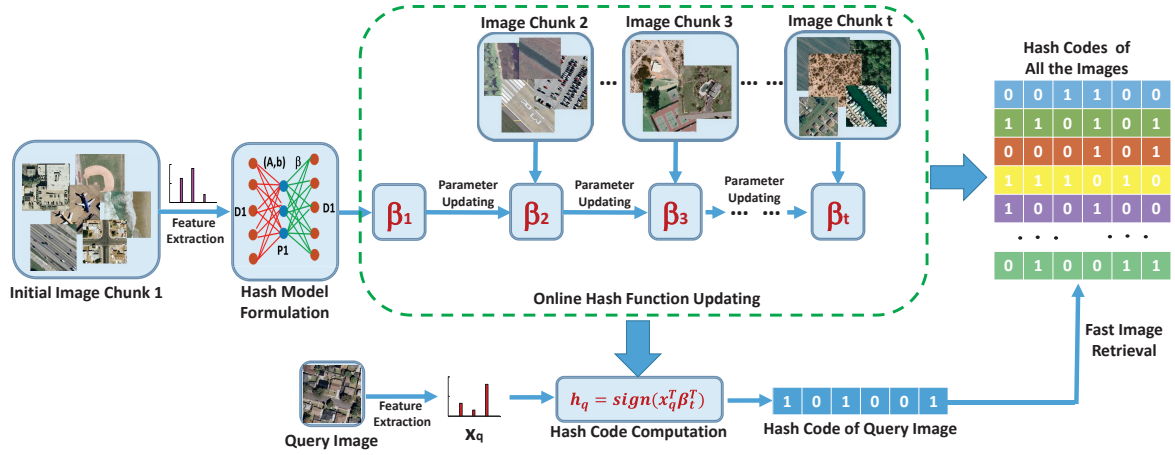 Image Chunk 2
Image Chunk 3
Image Chunk t
...
... ...
Hash Codes of
All the Images
0 0 1 1 0 0
1 1 0 1 0 1
0 0 0 1 0 1
1 1 1 0 1 0
1 0 0 1 0 0
. . . . . .
0 1 0 0 1 1
Initial Image Chunk 1
Feature
Extraction
(A,b) β
D1
D1
P1
Hash Model
Formulation
β1
Parameter
Updating
β2
Parameter
Updating
β3
Parameter
Updating
... ...
βt
Online Hash Function Updating
Fast Image
Retrieval
Query Image
Feature
Extraction
xq
hq = sign(xqTβtT)
Hash Code Computation
1 0 1 0 0 1
Hash Code of Query Image